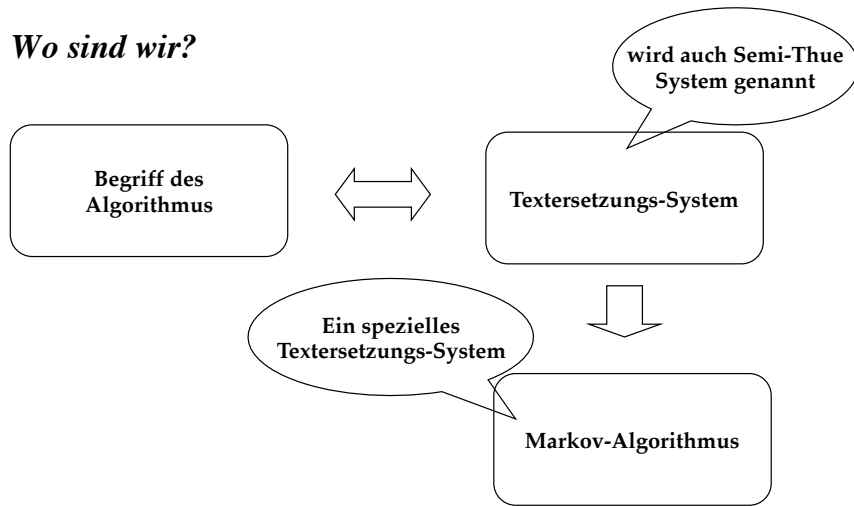 Wo sind wir?
wird auch Semi-Thue
System genannt
Begriff des
Algorithmus
Textersetzungs-System
Ein spezielles
Textersetzungs-System
Markov-Algorithmus